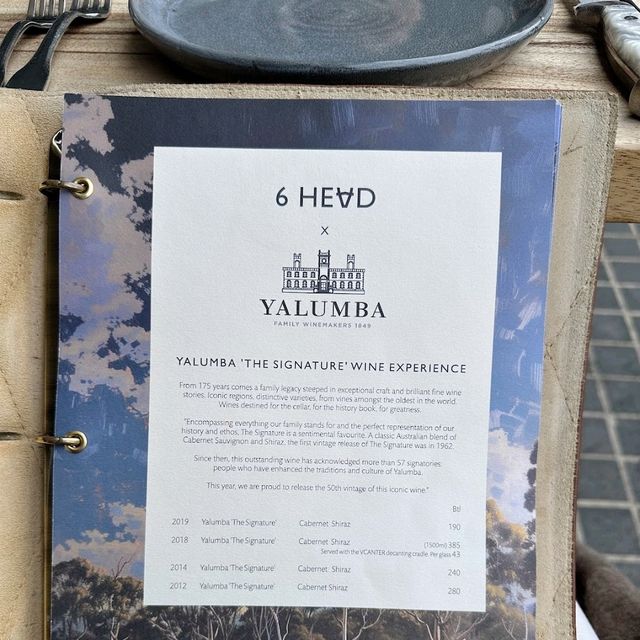 6 HE∀D
X
YALUMBA
FAMILY WINEMAKERS 1849
YALUMBA 'THE SIGNATURE' WINE EXPERIENCE
From 175 years comes a family legacy steeped in exceptional craft and brilliant fine wine
stories. Iconic regions, distinctive varieties, from vines amongst the oldest in the world.
Wines destined for the cellar, for the history book, for greatness.
"Encompassing everything our family stands for and the perfect representation of our
history and ethos, The Signature is a sentimental favourite. A classic Australian blend of
Cabernet Sauvignon and Shiraz, the first vintage release of The Signature was in 1962.
Since then, this outstanding wine has acknowledged more than 57 signatories
people who have enhanced the traditions and culture of Yalumba.
This year, we are proud to release the 50th vintage of this iconic wine."
Btl
2019 Yalumba 'The Signature' Cabernet Shiraz 190
2018 Yalumba 'The Signature' Cabernet Shiraz (1500ml) 385
Served with the VCANTER decanting cradle. Per glass 43
2014 Yalumba 'The Signature' Cabernet Shiraz 240
2012 Yalumba 'The Signature' Cabernet Shiraz 280